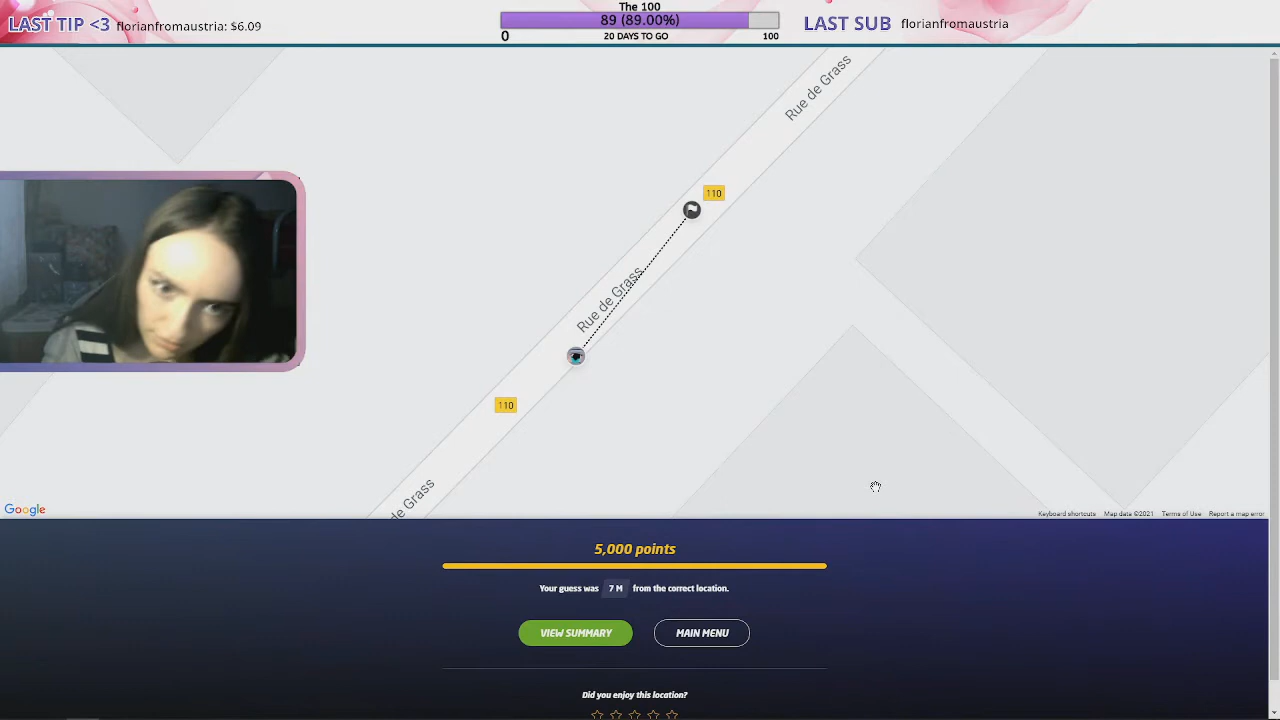 LAST TIP <3
florianfromaustria: $6.09
The 100
89 (89.00%)
0
20 DAYS TO GO
100
LAST SUB
florianfromaustria
Rue de Grass
110
Rue de Grass
110
de Grass
Google
Keyboard shortcuts
Map data ©2021
Terms of Use
Report a map error
5,000 points
Your guess was 7 M from the correct location.
VIEW SUMMARY
MAIN MENU
Did you enjoy this location?